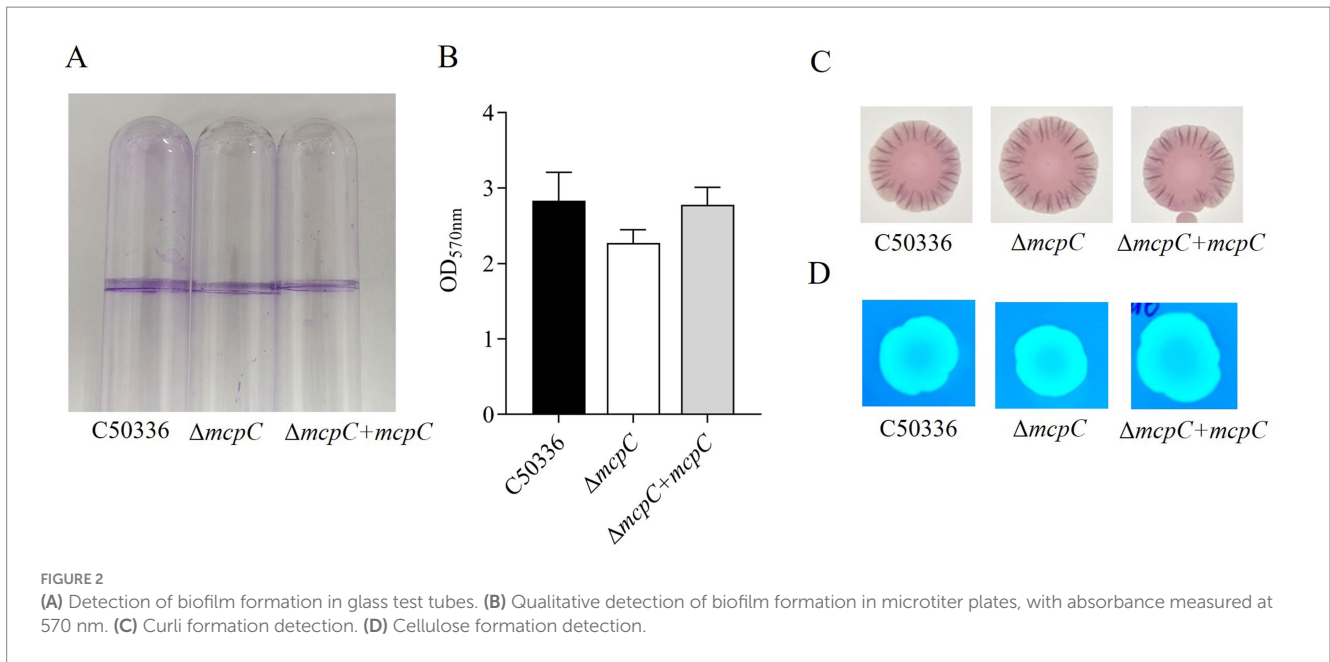 A
B
C
D
C50336 ΔmcpC ΔmcpC+mcpC
OD570nm
4
3
2
1
0
C50336
ΔmcpC
ΔmcpC+mcpC
C50336 ΔmcpC ΔmcpC+mcpC
C50336 ΔmcpC ΔmcpC+mcpC
FIGURE 2
(A) Detection of biofilm formation in glass test tubes. (B) Qualitative detection of biofilm formation in microtiter plates, with absorbance measured at
570 nm. (C) Curli formation detection. (D) Cellulose formation detection.